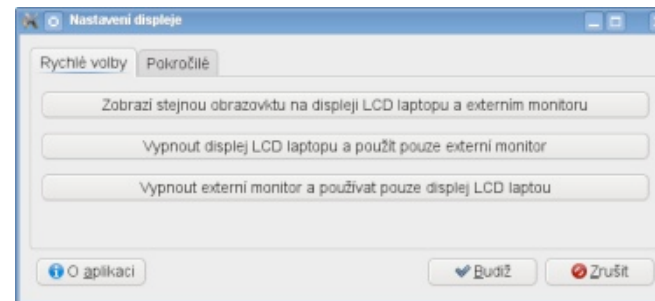 Nastavení displeje
Rychlé volby Pokročilé
Zobrazí stejnou obrazovktu na displeji LCD laptopu a externím monitoru
Vypnout displej LCD laptopu a použít pouze externí monitor
Vypnout externí monitor a používat pouze displej LCD laptou
O aplikaci Budiž Zrušit